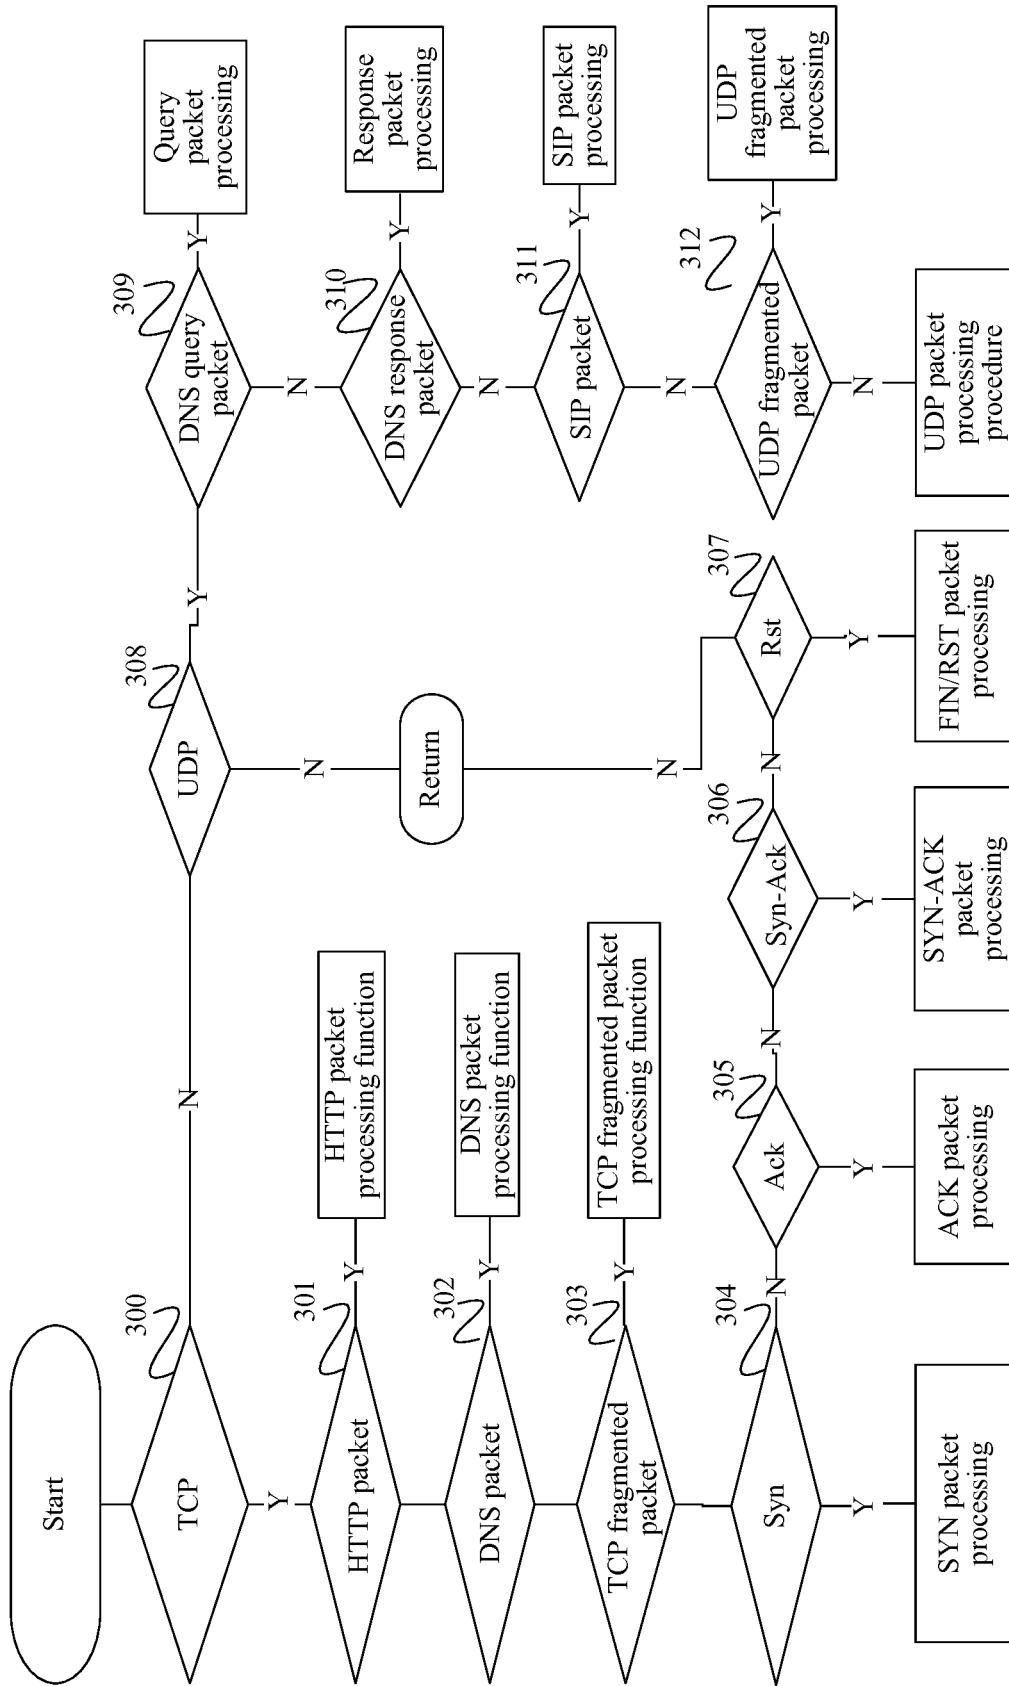 Start
300
TCP
N
308
UDP
Y
309
DNS query
packet
Y
Query
packet
processing
Y
301
HTTP packet
Y
HTTP packet
processing function
N
Return
N
310
DNS response
packet
Y
Response
packet
processing
302
DNS packet
Y
DNS packet
processing function
N
311
SIP packet
Y
SIP packet
processing
303
TCP fragmented
packet
Y
TCP fragmented packet
processing function
N
N
312
UDP fragmented
packet
Y
UDP
fragmented
packet
processing
304
Syn
N
305
Ack
N
306
Syn-Ack
N
307
Rst
Y
Y
Y
Y
N
SYN packet
processing
ACK packet
processing
SYN-ACK
packet
processing
FIN/RST packet
processing
UDP packet
processing
procedure